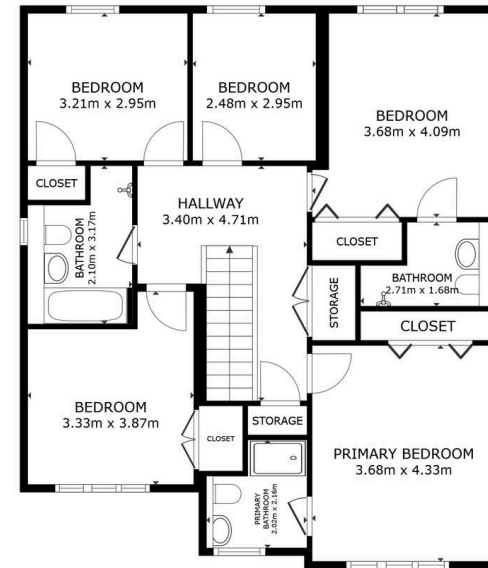 BEDROOM
3.21m x 2.95m
BEDROOM
2.48m x 2.95m
BEDROOM
3.68m x 4.09m
CLOSET
HALLWAY
3.40m x 4.71m
BATHROOM
2.10m x 3.17m
CLOSET
BATHROOM
2.71m x 1.68m
STORAGE
CLOSET
BEDROOM
3.33m x 3.87m
CLOSET
STORAGE
PRIMARY BEDROOM
3.68m x 4.33m
PRIMARY
BATHROOM
2.02m x 2.16m